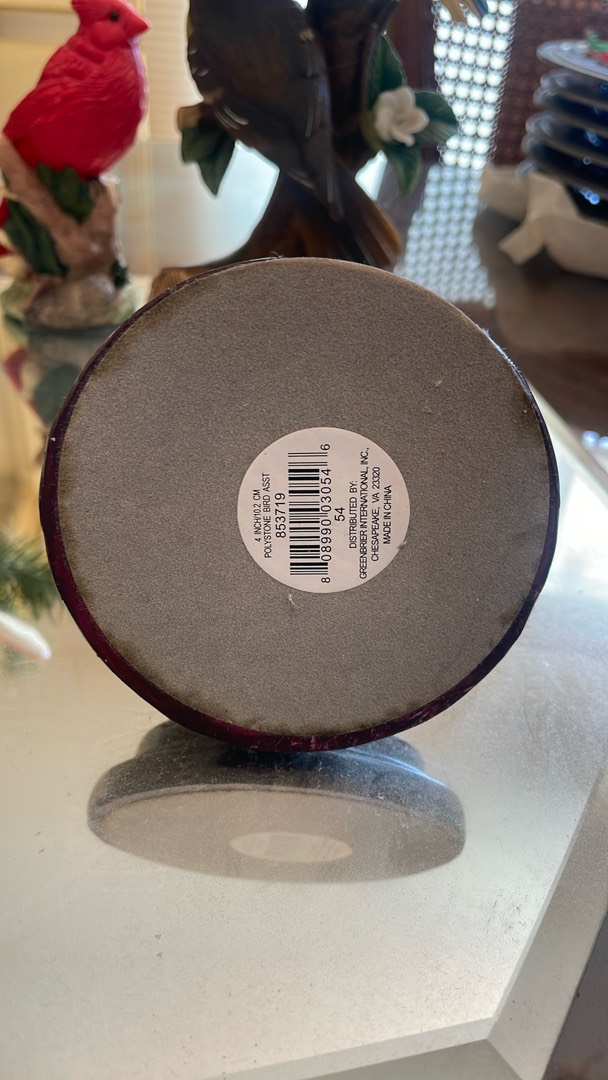 4 INCH/10.2 CM
POLYSTONE BIRD ASST
853719
8 08990 03054 6
54
DISTRIBUTED BY:
GREENBRIER INTERNATIONAL, INC.,
CHESAPEAKE, VA 23320
MADE IN CHINA